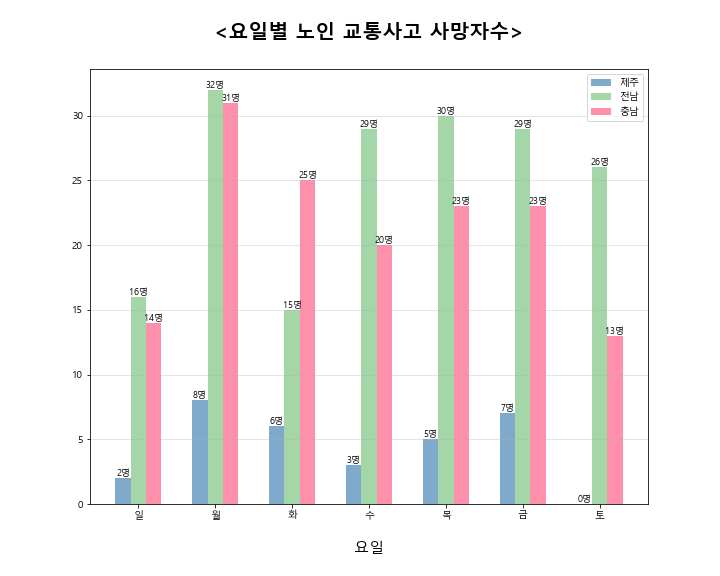 <요일별 노인 교통사고 사망자수>
제주
전남
충남
30
25
20
15
10
5
0
2명
16명
14명
8명
32명
31명
6명
15명
25명
3명
29명
20명
5명
30명
23명
7명
29명
23명
0명
26명
13명
일
월
화
수
목
금
토
요일